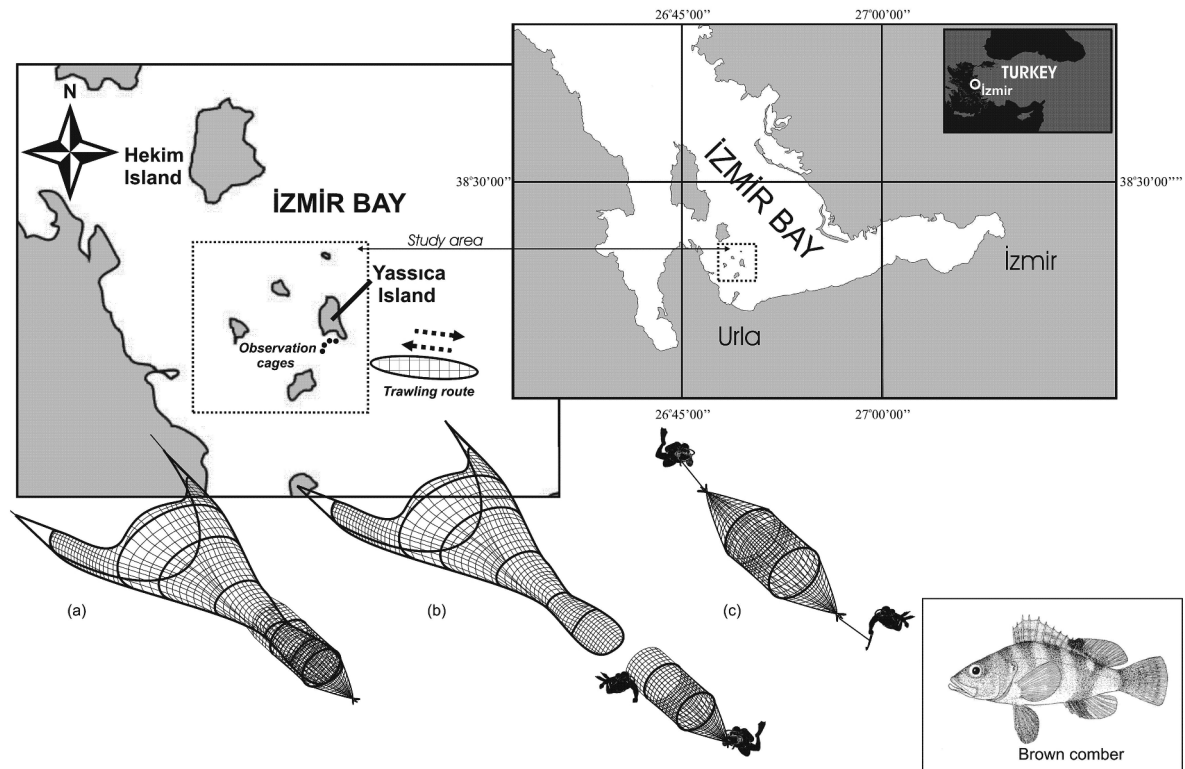 26°45'00''
27°00'00''
TURKEY
İzmir
N
Hekim
Island
İZMİR BAY
38°30'00''
38°30'00''''
İZMİR BAY
Study area
Yassıca
Island
İzmir
Observation
cages
Urla
Trawling route
26°45'00''
27°00'00''
(a)
(b)
(c)
Brown comber